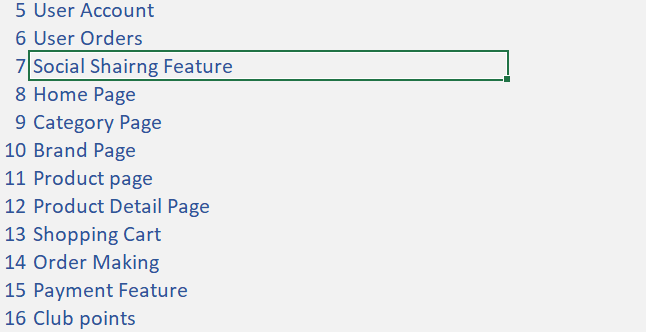 5 User Account
6 User Orders
7 Social Shairng Feature
8 Home Page
9 Category Page
10 Brand Page
11 Product page
12 Product Detail Page
13 Shopping Cart
14 Order Making
15 Payment Feature
16 Club points